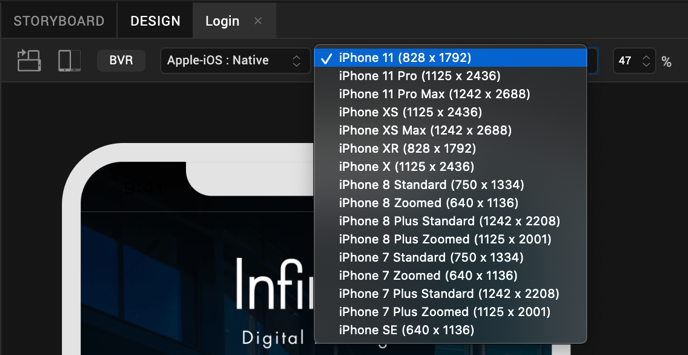 STORYBOARD DESIGN Login ×
BVR Apple-iOS : Native 47 %
✓ iPhone 11 (828 x 1792)
iPhone 11 Pro (1125 x 2436)
iPhone 11 Pro Max (1242 x 2688)
iPhone XS (1125 x 2436)
iPhone XS Max (1242 x 2688)
iPhone XR (828 x 1792)
iPhone X (1125 x 2436)
iPhone 8 Standard (750 x 1334)
iPhone 8 Zoomed (640 x 1136)
iPhone 8 Plus Standard (1242 x 2208)
iPhone 8 Plus Zoomed (1125 x 2001)
iPhone 7 Standard (750 x 1334)
iPhone 7 Zoomed (640 x 1136)
iPhone 7 Plus Standard (1242 x 2208)
iPhone 7 Plus Zoomed (1125 x 2001)
iPhone SE (640 x 1136)
Digital